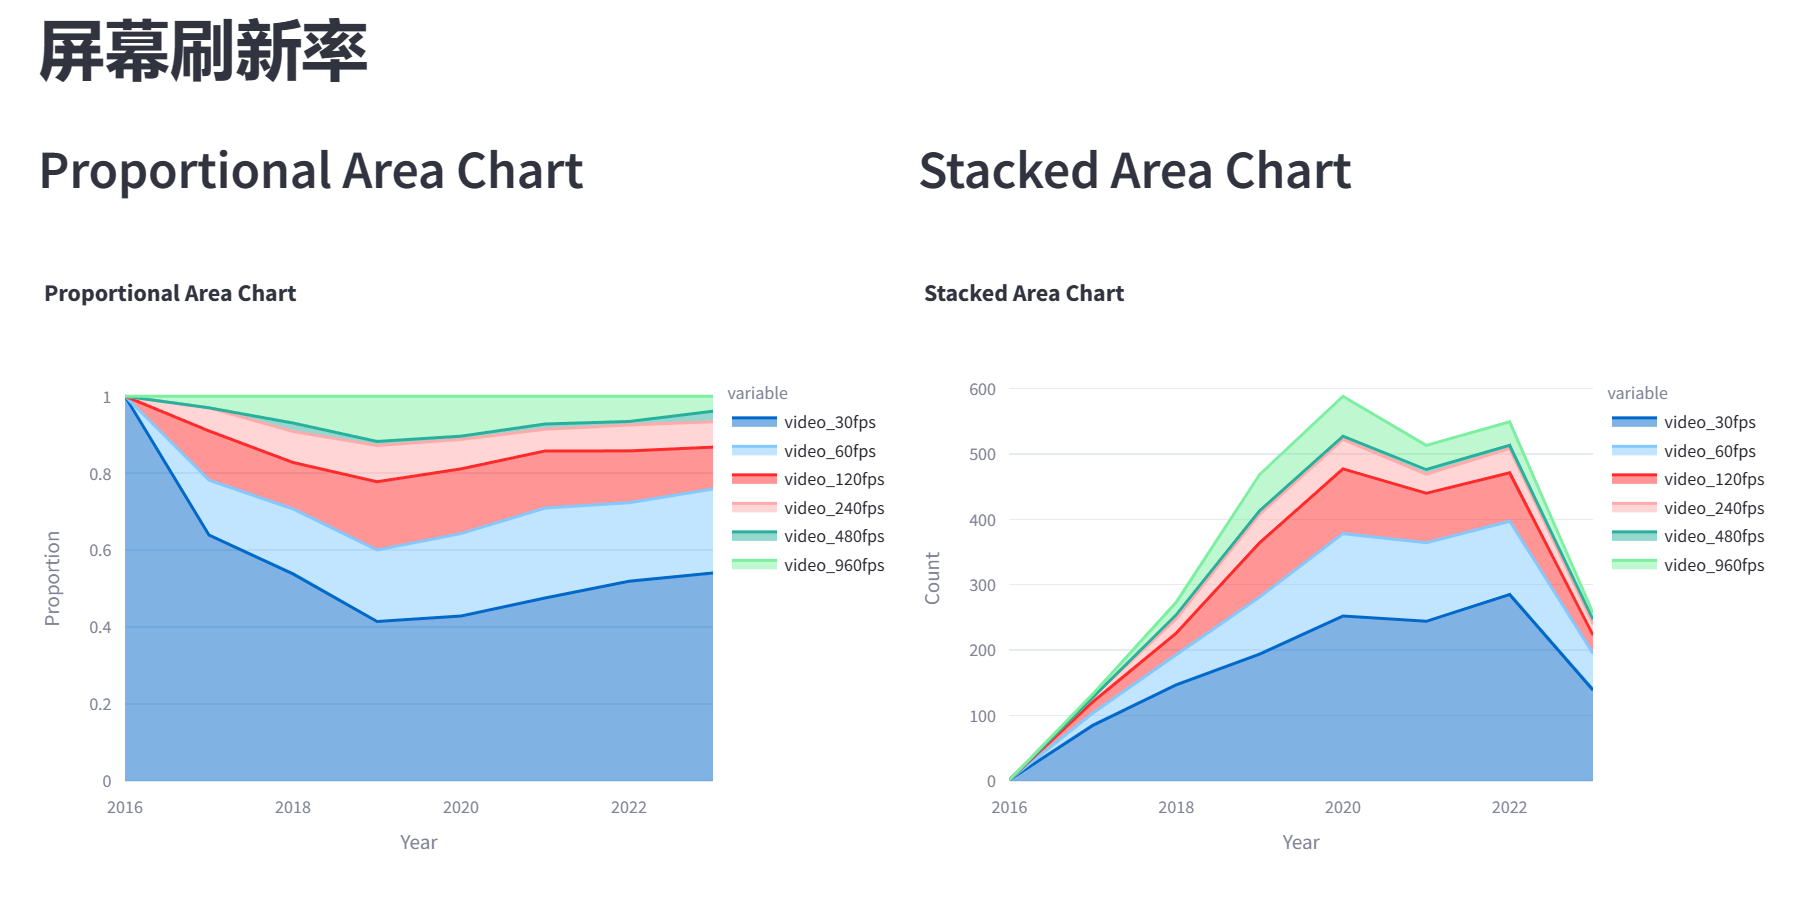 屏幕刷新率
Proportional Area Chart
Proportional Area Chart
1
0.8
0.6
0.4
0.2
0
Proportion
2016
2018
2020
2022
Year
variable
video_30fps
video_60fps
video_120fps
video_240fps
video_480fps
video_960fps
Stacked Area Chart
Stacked Area Chart
600
500
400
300
200
100
0
Count
2016
2018
2020
2022
Year
variable
video_30fps
video_60fps
video_120fps
video_240fps
video_480fps
video_960fps